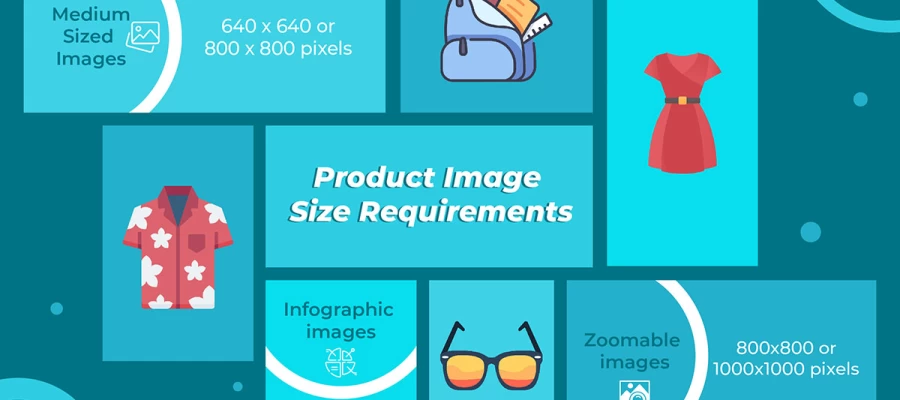 Medium
Sized
Images
640 x 640 or
800 x 800 pixels
Product Image
Size Requirements
Infographic
images
Zoomable
images
800x800 or
1000x1000 pixels